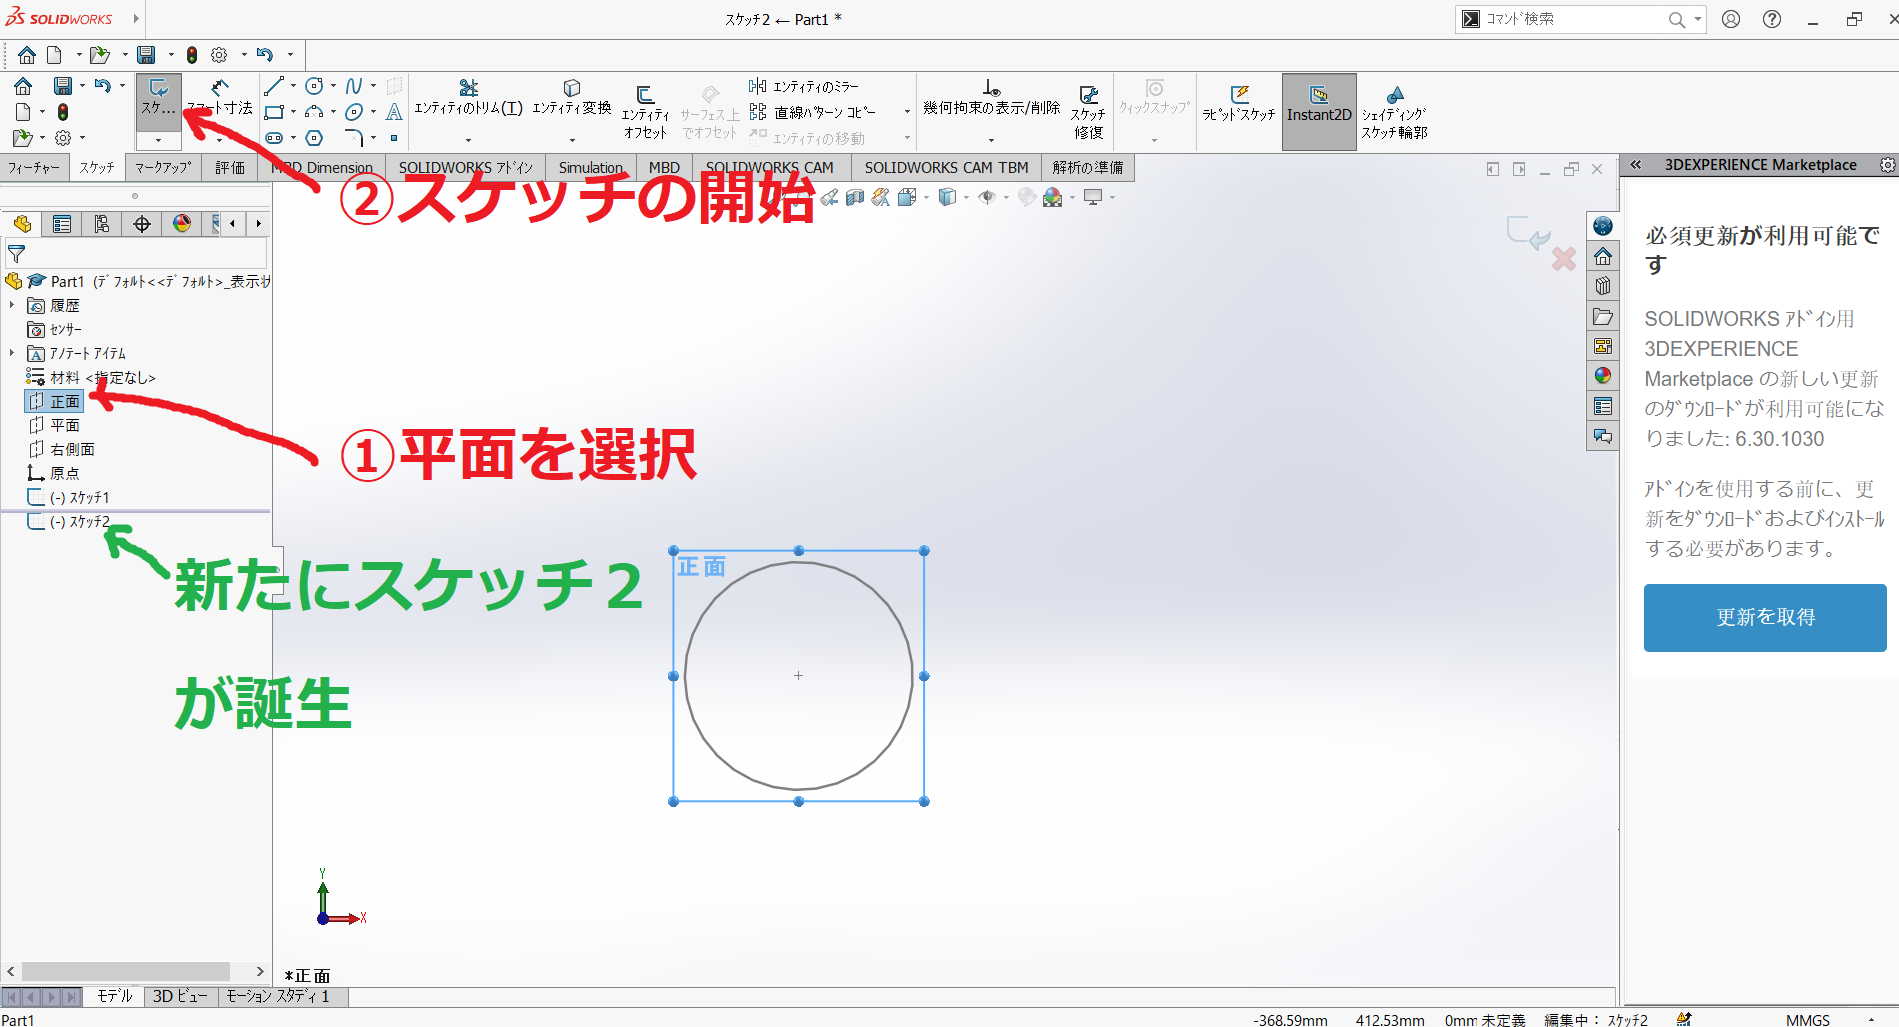 SOLIDWORKS
スケッチ2 ← Part1 *
コマンド検索
スケ...
スマート寸法
エンティティのトリム(T)
エンティティ変換
エンティティ
オフセット
サーフェス上
でオフセット
エンティティのミラー
直線パターン コピー
エンティティの移動
幾何拘束の表示/削除
スケッチ
修復
クイックスナップ
ラピッドスケッチ
Instant2D
シェイディング
スケッチ輪郭
フィーチャー
スケッチ
マークアップ
評価
MBD Dimension
SOLIDWORKS アドイン
Simulation
MBD
SOLIDWORKS CAM
SOLIDWORKS CAM TBM
解析の準備
3DEXPERIENCE Marketplace
②スケッチの開始
Part1 (デフォルト<<デフォルト>_表示状
履歴
センサー
アノテート アイテム
材料 <指定なし>
正面
平面
右側面
原点
(-) スケッチ1
(-) スケッチ2
①平面を選択
新たにスケッチ２
が誕生
正面
必須更新が利用可能で
す
SOLIDWORKS アドイン用
3DEXPERIENCE
Marketplace の新しい更新
のダウンロードが利用可能にな
りました: 6.30.1030
アドインを使用する前に、更
新をダウンロードおよびインストール
する必要があります。
更新を取得
Y
X
*正面
モデル
3D ビュー
モーション スタディ 1
Part1
-368.59mm
412.53mm
0mm 未定義
編集中： スケッチ2
MMGS